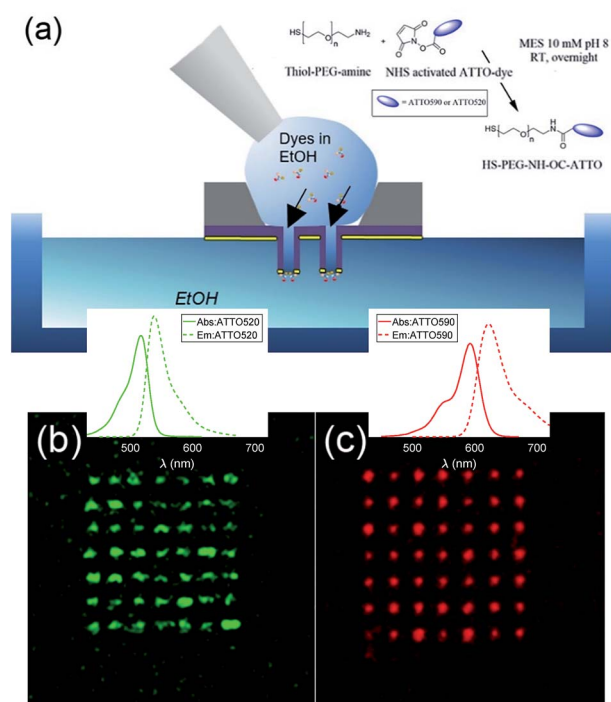 (a)
HS
O
n
NH₂
+
Thiol-PEG-amine
NHS activated ATTO-dye
MES 10 mM pH 8
RT, overnight
= ATTO590 or ATTO520
HS-PEG-NH-OC-ATTO
Dyes in
EtOH
EtOH
Abs:ATTO520
Em:ATTO520
Abs:ATTO590
Em:ATTO590
(b)
500 600 700
λ (nm)
(c)
500 600 700
λ (nm)